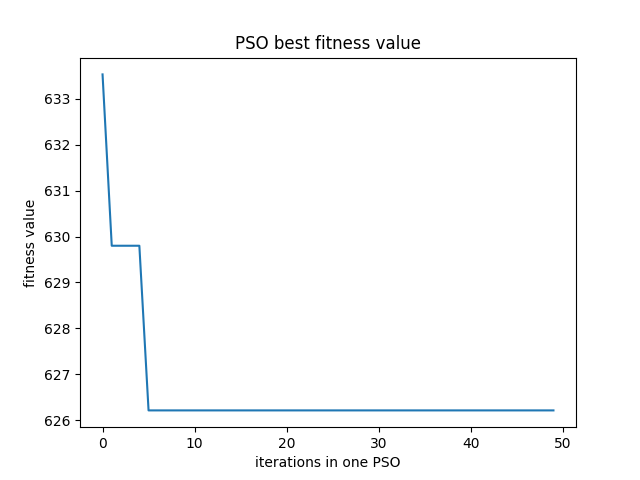 PSO best fitness value
fitness value
633
632
631
630
629
628
627
626
0 10 20 30 40 50
iterations in one PSO